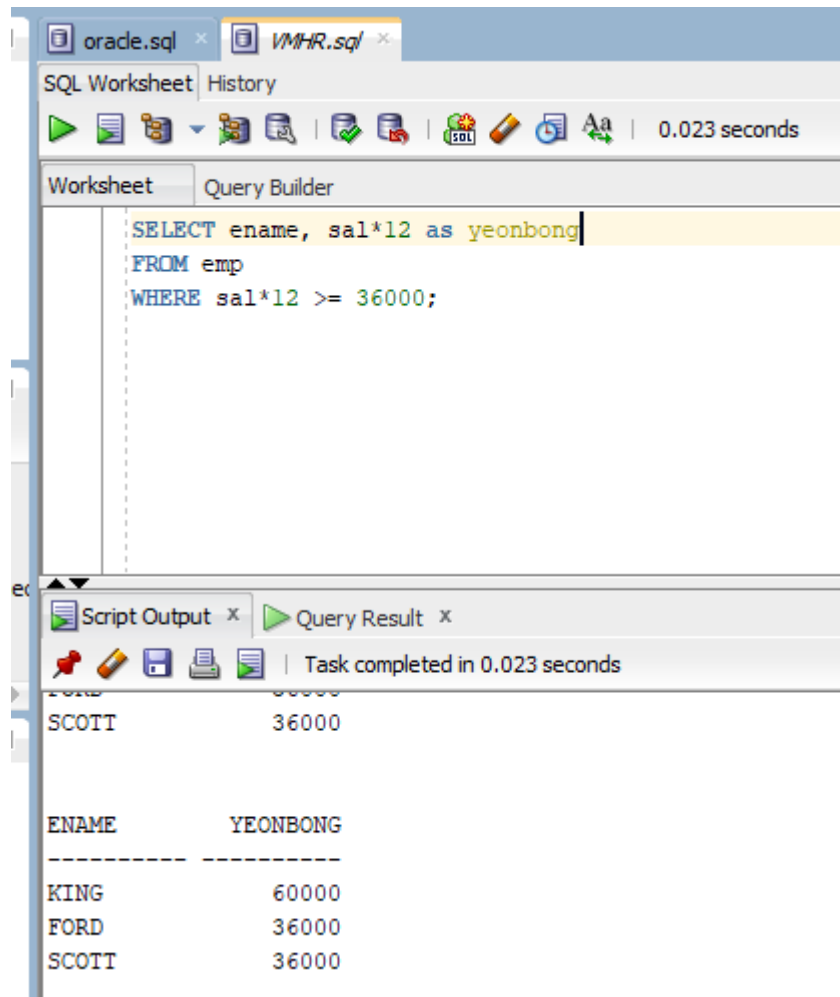 oracle.sql × VMHR.sql ×
SQL Worksheet History
SQL Aa 0.023 seconds
Worksheet Query Builder
SELECT ename, sal*12 as yeonbong
FROM emp
WHERE sal*12 >= 36000;
Script Output x Query Result x
Task completed in 0.023 seconds
SCOTT 36000
ENAME YEONBONG
---------- ----------
KING 60000
FORD 36000
SCOTT 36000